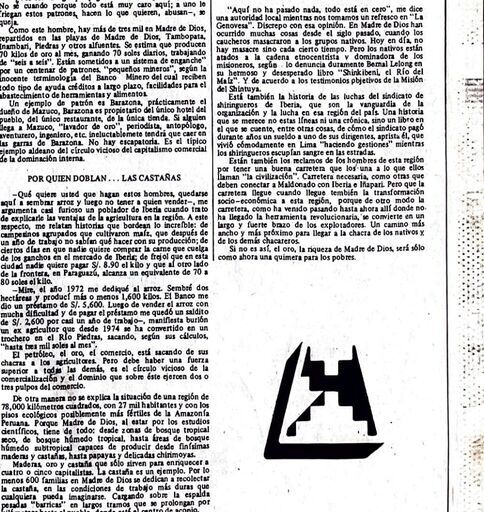 No sé cuando porque todo está muy caro aquí; a uno le
friegan estos patrones, hacen lo que quieren, abusan—, se
queja.
Como este hombre, hay más de tres mil en Madre de Dios,
repartidos en las playas de Madre de Dios, Tambopata,
Inambari, Piedras y otros afluentes. Se estima que producen
70 kilos de oro al mes, ganando 70 soles diarios, trabajando
de "seis a seis". Están sometidos a un sistema de enganche"
por un centenar de patrones, "pequeños mineros", según la
inocente terminología del Banco Minero del cual reciben
todo tipo de ayuda créditos a largo plazo, facilidades para el
abastecimiento de herramientas y alimentos.
Un ejemplo de patrón es Barazona, prácticamente el
dueño de Mazuco, Barazona es propietario del único hotel del
pueblo, del único restaurante, de la única tienda. Si alguien
llega a Mazuco, "lavador de oro", periodista, antropólogo,
aventurero, ingeniero, etc. ineluctablemente tendrá que caer en
las garras de Barazona. No hay escapatoria. Es el típico
ejemplo aldeano del círculo vicioso del capitalismo comercial
de la dominación interna.
POR QUIEN DOBLAN... LAS CASTAÑAS
—Qué quiere usted que hagan estos hombres, quedarse
aquí a sembrar arroz y luego no tener a quien vender—, me
argumenta casi furioso un poblador de Iberia cuando trato
de explicarle las ventajas de la agricultura en la región. A este
respecto, me relatan historias que bordean lo increíble: de
campesinos agrupados que cultivaron maíz, que después de
un año de trabajo no sabían qué hacer con su producción; de
ciertos días en que nadie quiere comprar la carne que cuelga
de los ganchos en el mercado de Iberia; de frejol que en esta
ciudad nadie quiere pagar S/. 8.90 el kilo y que al otro lado
de la frontera, en Paraguazú, alcanza un equivalente de 70 a
80 soles el kilo.
—Mire, el año 1972 me dediqué al arroz. Sembré dos
hectáreas y produci más o menos 1,600 kilos. El Banco me
dio un préstamo de S/. 5,600. Luego de vender el arroz con
mucha dificultad y de pagar el préstamo me quedó un saldito
de S/. 2,600 por casi un año de trabajo—, manifiesta burlón
un ex agricultor que desde 1974 se ha convertido en un
trochero en el Río Piedras, sacando, según sus cálculos,
"hasta tres mil soles al mes".
El petróleo, el oro, el comercio, está sacando de sus
chacras a los agricultores. Pero debe haber una fuerza
superior a todas las demás, es el círculo vicioso de la
comercialización y el dominio que sobre éste ejercen dos o
tres pulpos del comercio.
De otra manera no se explica la situación de una región de
78,000 kilómetros cuadrados, con 27 mil habitantes y con los
pisos ecológicos posiblemente más fértiles de la Amazonía
Peruana. Porque Madre de Dios, al estar por los estudios
científicos, tiene de todo: desde zonas de bosque tropical
seco, de bosque húmedo tropical, hasta áreas de bosque
húmedo subtropical capaces de producir desde finísimas
maderas y castañas, hasta papayas y delicadas chirimoyas.
Maderas, oro y castaña que sólo sirven para enriquecer a
cuatro o cinco capitalistas. La castaña es un ejemplo. Por lo
menos 600 familias en Madre de Dios se dedican a recolectar
la castaña, en las condiciones de trabajo más duras que
cualquiera pueda imaginarse. Cargando sobre la espalda
pesadas "barricas" en largos tramos que se prolongan por
"Aquí no ha pasado nada, todo está en cero", me dice
una autoridad local mientras nos tomamos un refresco en "La
Genovesa". Discrepo con esa opinión. En Madre de Dios han
ocurrido muchas cosas desde el siglo pasado, cuando los
caucheros masacraron a los grupos nativos. Hoy en día, no
hay masacre sino cada cierto tiempo. Pero los nativos están
atados a la cadena etnocentrista y dominadora de los
misioneros, según lo denuncia duramente Bernal Lelong en
su hermoso y desesperado libro "Shinkibeni, el Río del
Maíz". Y de acuerdo a los testimonios objetivos de la Misión
del Shintuya.
Está también la historia de las luchas del sindicato de
shiringueros de Iberia, que son la vanguardia de la
organización y la lucha en esa región del país. Una historia
que se merece no estas líneas ni una crónica, sino un libro en
el que se cuente, entre otras cosas, de cómo el sindicato pagó
durante años un sueldo a uno de sus dirigentes, aprista él, que
vivió cómodamente en Lima "haciendo gestiones" mientras
los shiringueros escupían sangre en las estradas.
Están también los reclamos de los hombres de esta región
por tener una buena carretera que los una a lo que ellos
llaman "la civilización". Carretera necesaria, como otras que
deben conectar a Maldonado con Iberia e Iñapari. Pero que la
carretera llegue cuando llegue también la transformación
socio—económica a esta región, porque de otro modo la
carretera, como ha venido pasando hasta ahora allí donde no
ha llegado la herramienta revolucionaria, se convierte en un
largo y fuerte brazo de los explotadores. Un camino más
ancho y más próximo para llegar a la chacra de los nativos y
de los demás chacareros.
Si no es así, el oro, la riqueza de Madre de Dios, será sólo
como ahora una quimera para los pobres.